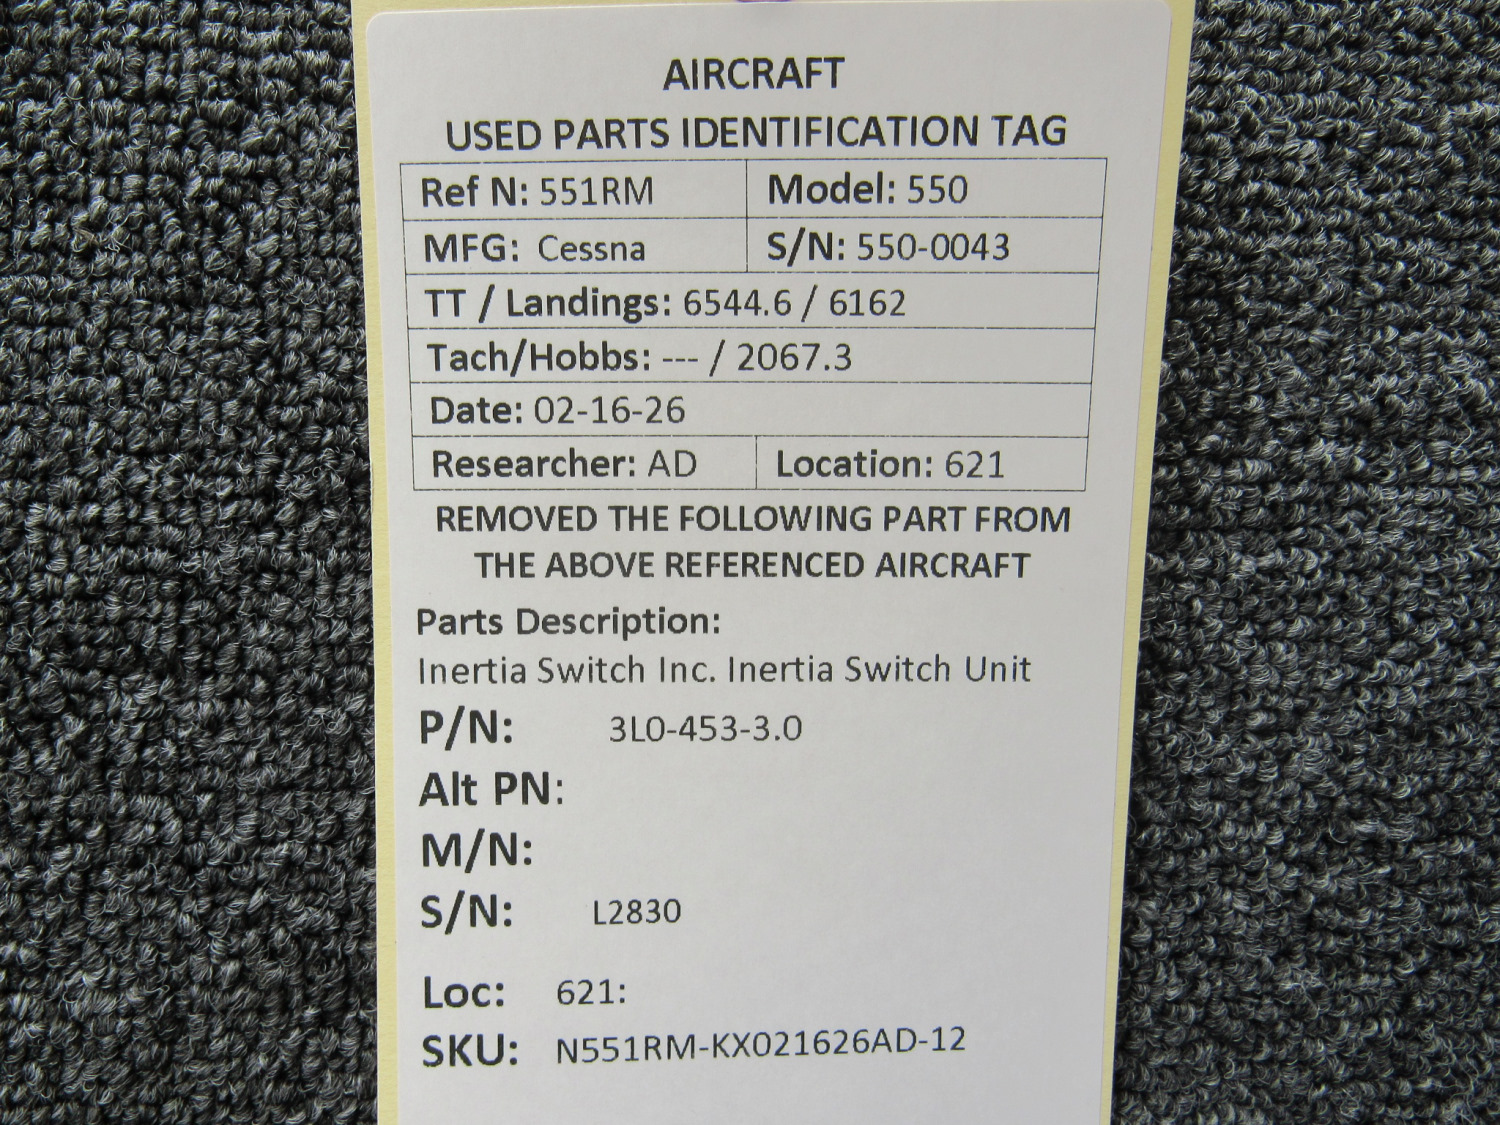 AIRCRAFT
USED PARTS IDENTIFICATION TAG
Ref N: 551RM Model: 550
MFG: Cessna S/N: 550-0043
TT / Landings: 6544.6 / 6162
Tach/Hobbs: --- / 2067.3
Date: 02-16-26
Researcher: AD Location: 621
REMOVED THE FOLLOWING PART FROM
THE ABOVE REFERENCED AIRCRAFT
Parts Description:
Inertia Switch Inc. Inertia Switch Unit
P/N: 3L0-453-3.0
Alt PN:
M/N:
S/N: L2830
Loc: 621:
SKU: N551RM-KX021626AD-12